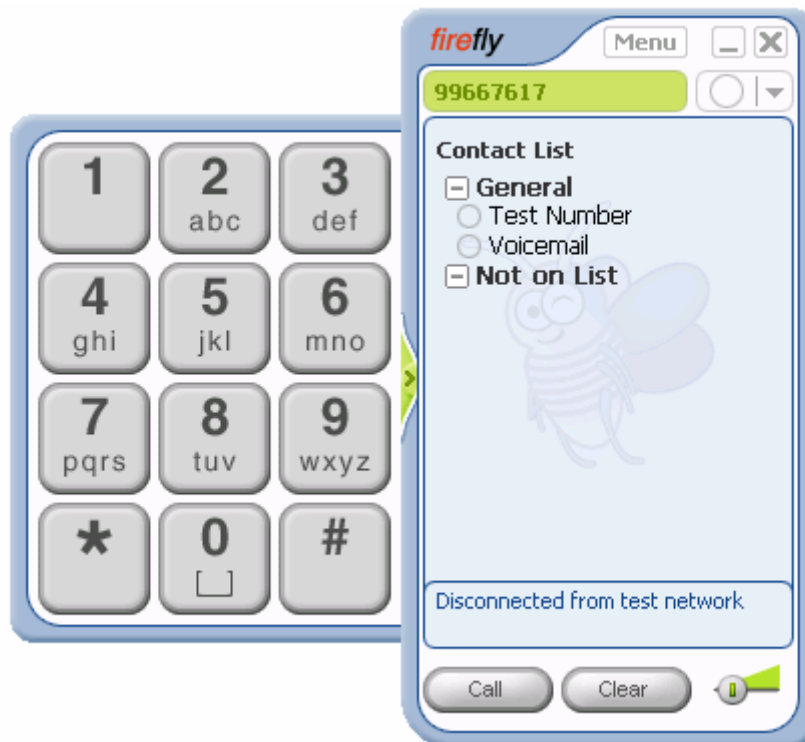 firefly
Menu
99667617
Contact List
General
Test Number
Voicemail
Not on List
Disconnected from test network
Call Clear
1 2 3
abc def
4 5 6
ghi jkl mno
7 8 9
pqrs tuv wxyz
* 0 #